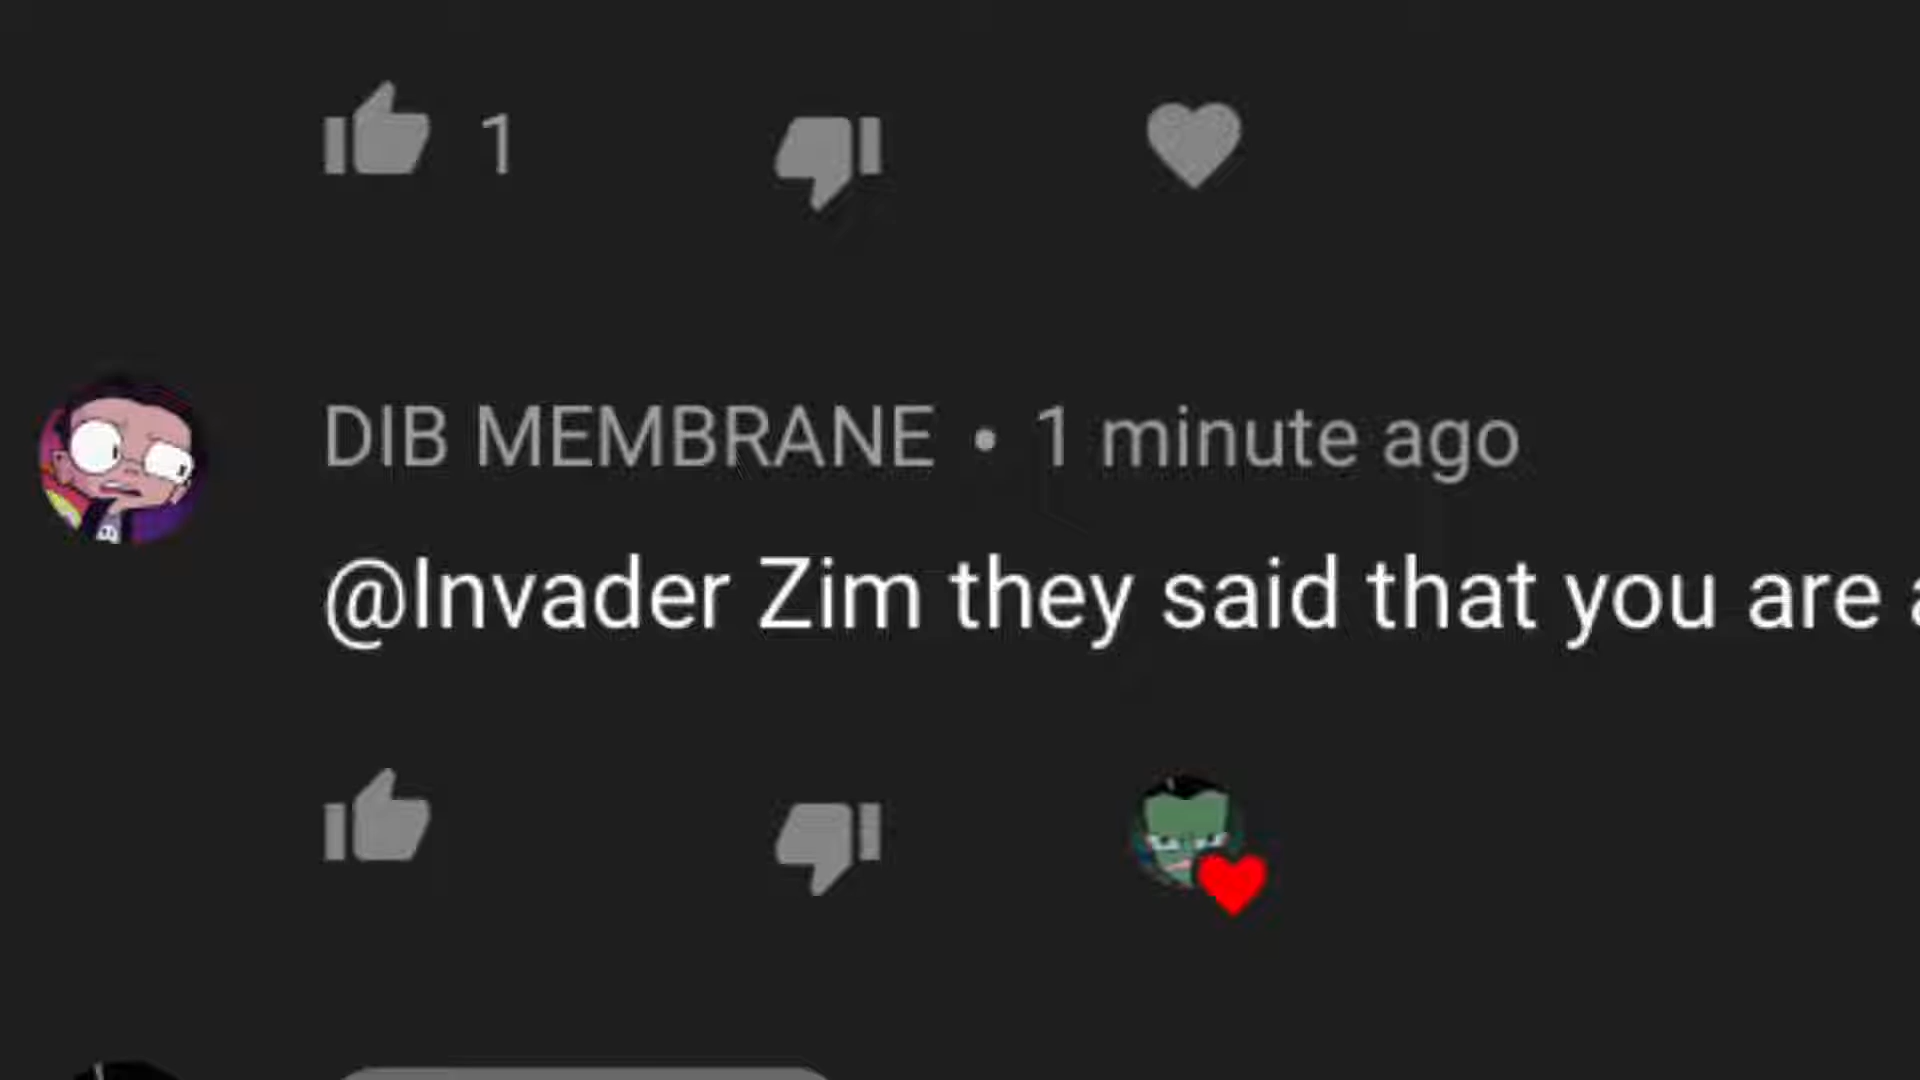 1
DIB MEMBRANE • 1 minute ago
@Invader Zim they said that you are